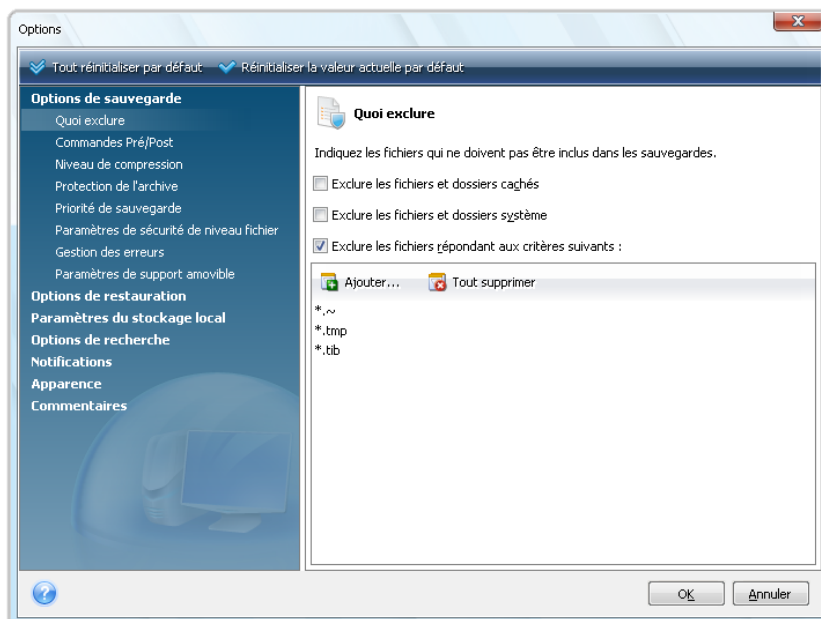 Options
Tout réinitialiser par défaut Réinitialiser la valeur actuelle par défaut
Options de sauvegarde
Quoi exclure
Commandes Pré/Post
Niveau de compression
Protection de l'archive
Priorité de sauvegarde
Paramètres de sécurité de niveau fichier
Gestion des erreurs
Paramètres de support amovible
Options de restauration
Paramètres du stockage local
Options de recherche
Notifications
Apparence
Commentaires
Quoi exclure
Indiquez les fichiers qui ne doivent pas être inclus dans les sauvegardes.
Exclure les fichiers et dossiers cachés
Exclure les fichiers et dossiers système
Exclure les fichiers répondant aux critères suivants :
Ajouter... Tout supprimer
*.~
*.tmp
*.tib
OK Annuler